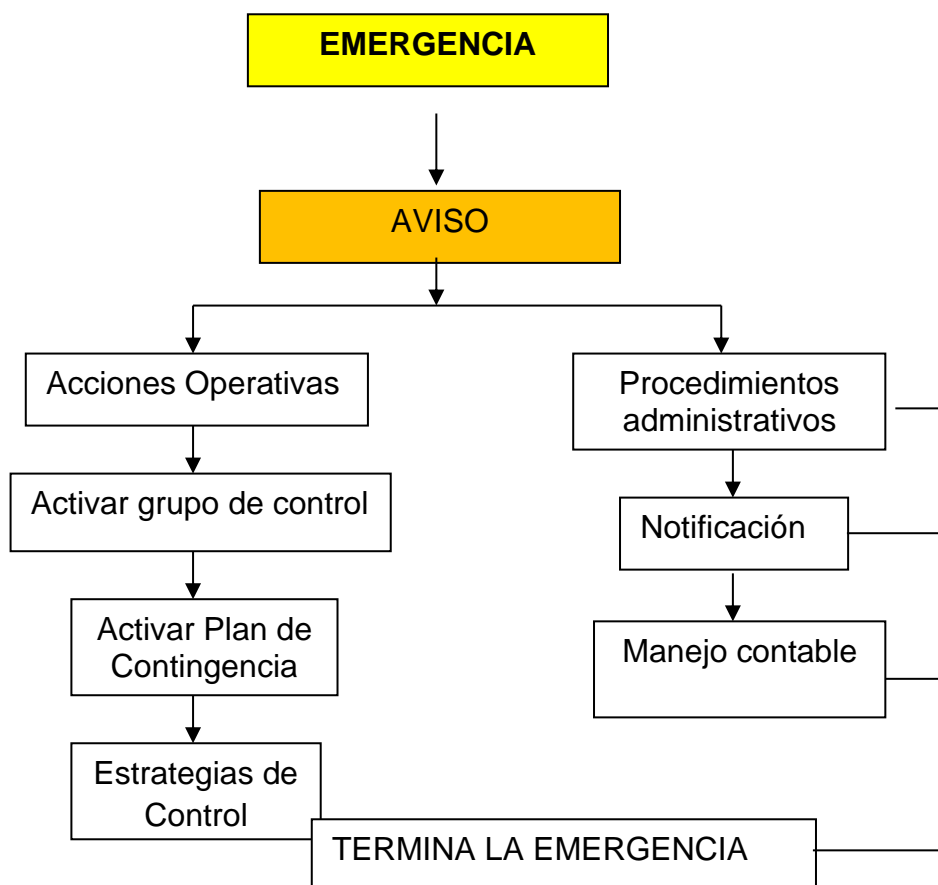 EMERGENCIA
AVISO
Acciones Operativas
Activar grupo de control
Activar Plan de
Contingencia
Estrategias de
Control
Procedimientos
administrativos
Notificación
Manejo contable
TERMINA LA EMERGENCIA